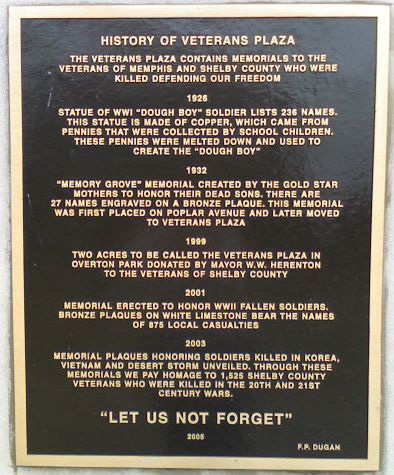 HISTORY OF VETERANS PLAZA
THE VETERANS PLAZA CONTAINS MEMORIALS TO THE
VETERANS OF MEMPHIS AND SHELBY COUNTY WHO WERE
KILLED DEFENDING OUR FREEDOM
1926
STATUE OF WWI "DOUGH BOY" SOLDIER LISTS 236 NAMES.
THIS STATUE IS MADE OF COPPER, WHICH CAME FROM
PENNIES THAT WERE COLLECTED BY SCHOOL CHILDREN.
THESE PENNIES WERE MELTED DOWN AND USED TO
CREATE THE "DOUGH BOY"
1932
"MEMORY GROVE" MEMORIAL CREATED BY THE GOLD STAR
MOTHERS TO HONOR THEIR DEAD SONS. THERE ARE
27 NAMES ENGRAVED ON A BRONZE PLAQUE. THIS MEMORIAL
WAS FIRST PLACED ON POPLAR AVENUE AND LATER MOVED
TO VETERANS PLAZA
1999
TWO ACRES TO BE CALLED THE VETERANS PLAZA IN
OVERTON PARK DONATED BY MAYOR W.W. HERENTON
TO THE VETERANS OF SHELBY COUNTY
2001
MEMORIAL ERECTED TO HONOR WWII FALLEN SOLDIERS.
BRONZE PLAQUES ON WHITE LIMESTONE BEAR THE NAMES
OF 875 LOCAL CASUALTIES
2003
MEMORIAL PLAQUES HONORING SOLDIERS KILLED IN KOREA,
VIETNAM AND DESERT STORM UNVEILED. THROUGH THESE
MEMORIALS WE PAY HOMAGE TO 1,525 SHELBY COUNTY
VETERANS WHO WERE KILLED IN THE 20TH AND 21ST
CENTURY WARS.
"LET US NOT FORGET"
2005
F.P. DUGAN